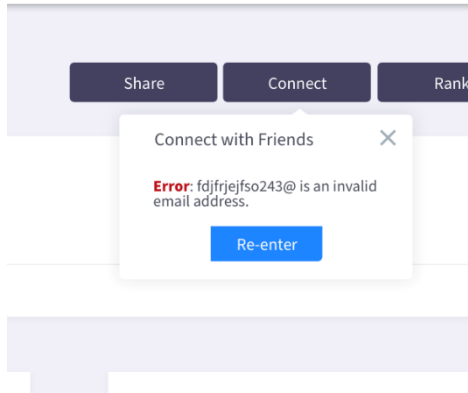 Share
Connect
Rank
Connect with Friends
Error: fdjfrjejfso243@ is an invalid
email address.
Re-enter